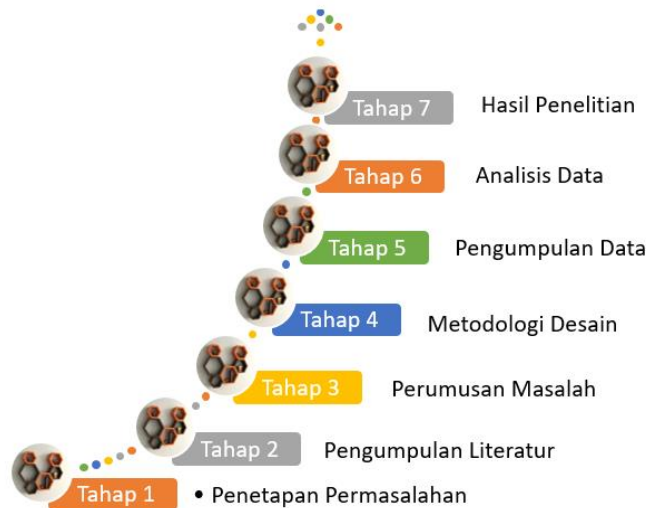 Tahap 7 Hasil Penelitian
Tahap 6 Analisis Data
Tahap 5 Pengumpulan Data
Tahap 4 Metodologi Desain
Tahap 3 Perumusan Masalah
Tahap 2 Pengumpulan Literatur
Tahap 1 • Penetapan Permasalahan